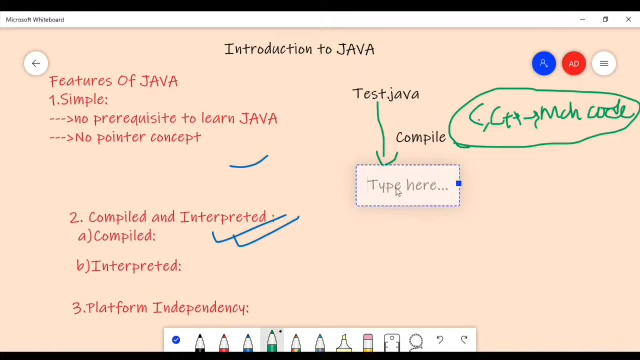 Microsoft Whiteboard
Introduction to JAVA
AD
Features Of JAVA
1.Simple:
--->no prerequisite to learn JAVA
--->No pointer concept
Test.java
Compile
C, C++ → Mch code
Type here...
2. Compiled and Interpreted :
a)Compiled:
b)Interpreted:
3.Platform Independency: